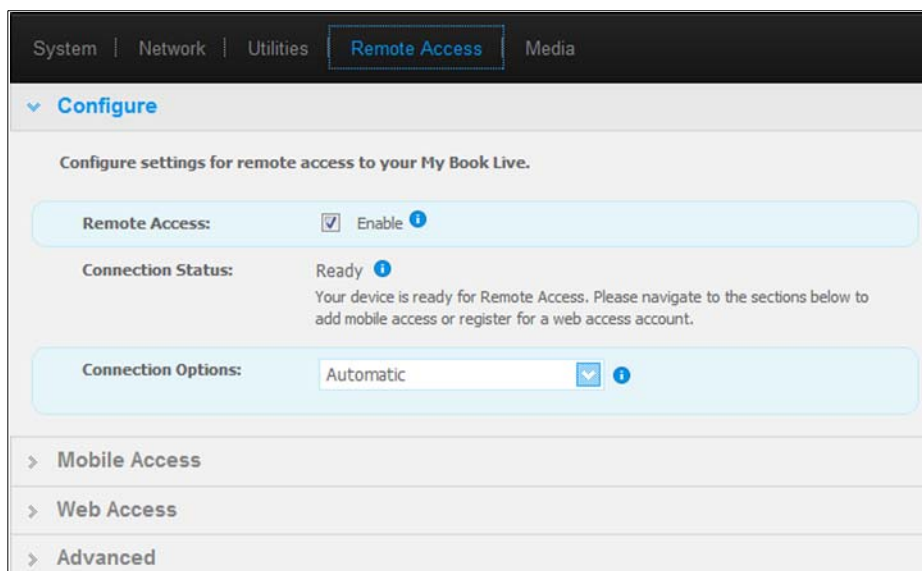 System | Network | Utilities | Remote Access | Media
Configure
Configure settings for remote access to your My Book Live.
Remote Access: Enable
Connection Status: Ready
Your device is ready for Remote Access. Please navigate to the sections below to
add mobile access or register for a web access account.
Connection Options: Automatic
Mobile Access
Web Access
Advanced